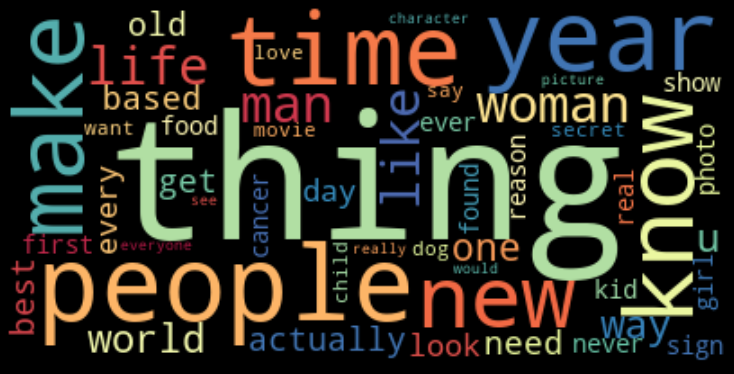 thing
people
time
year
make
know
new
woman
man
life
like
old
love
character
picture
show
based
say
ever
secret
want
food
movie
photo
get
see
every
cancer
day
found
reason
real
first
everyone
child
really
dog
one
would
kid
girl
u
best
world
actually
look
need
never
way
sign